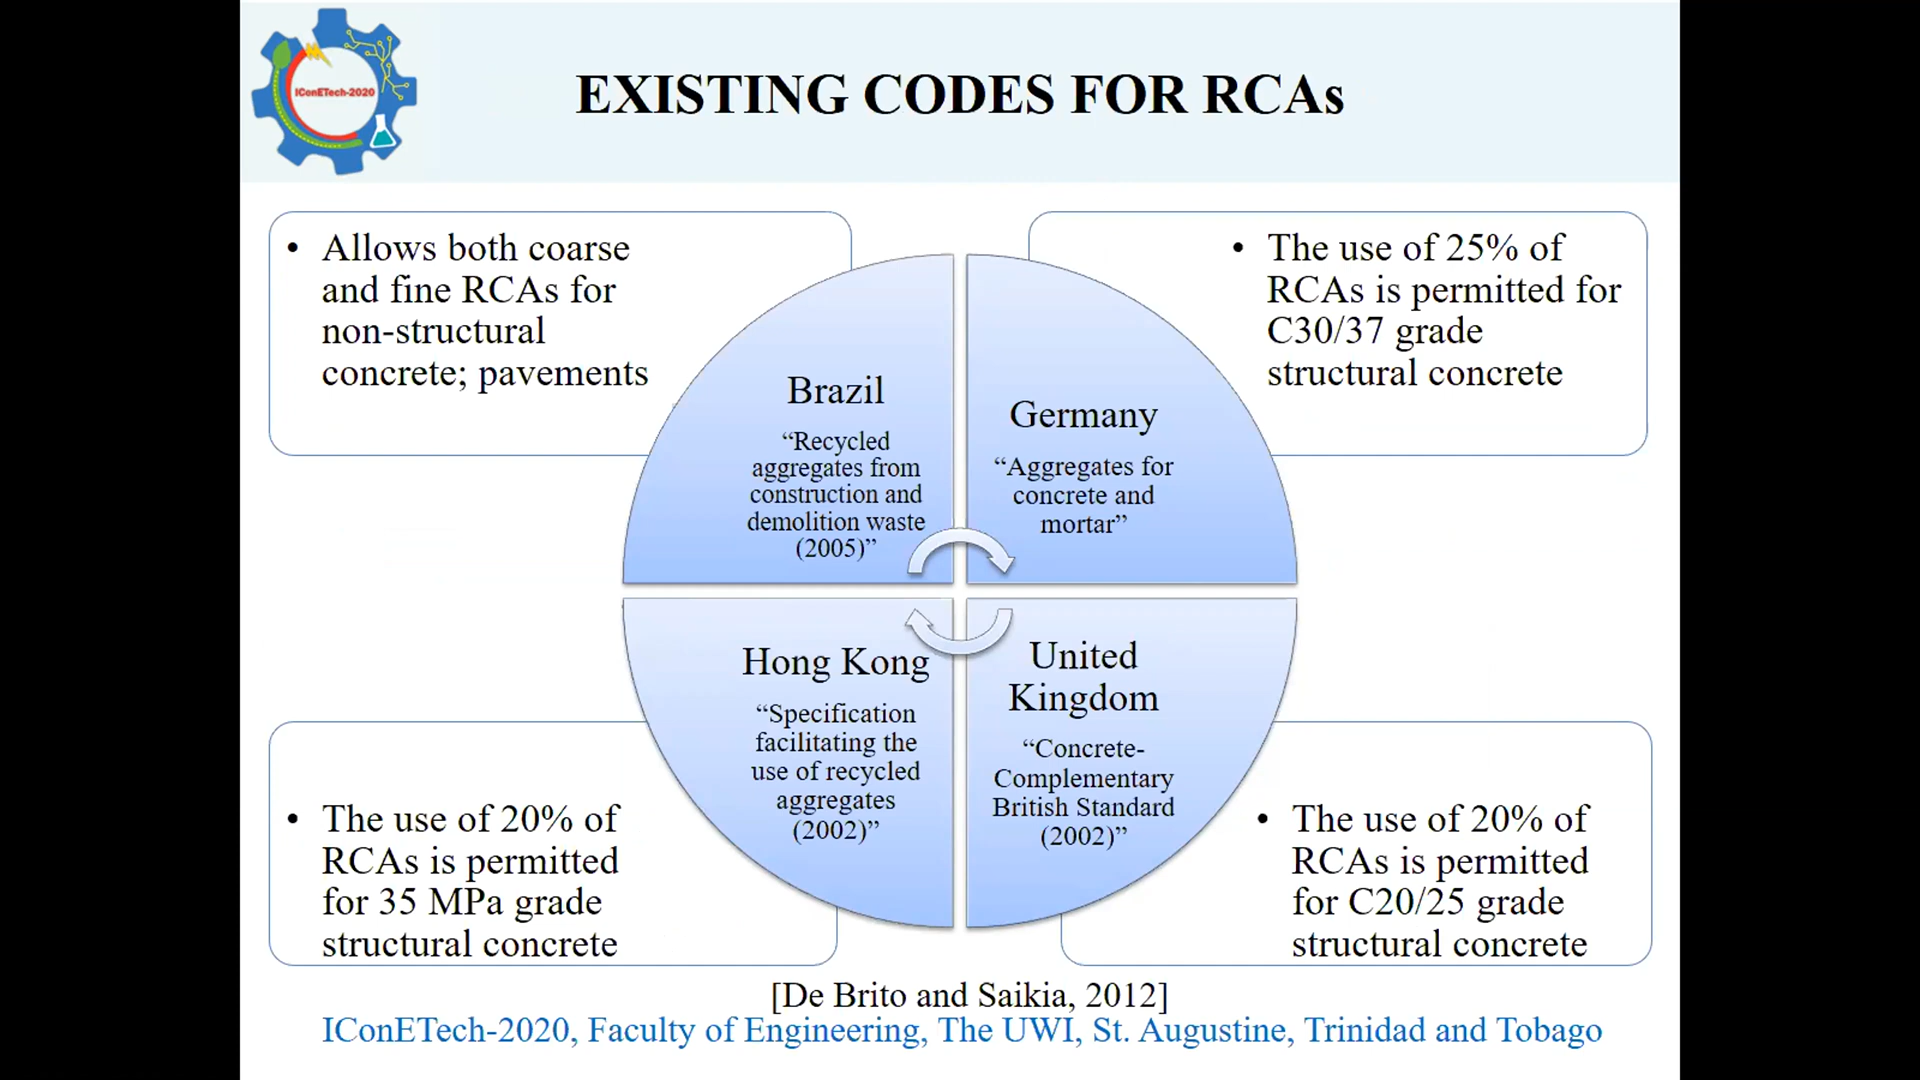 IConETech-2020
EXISTING CODES FOR RCAs
• Allows both coarse
and fine RCAs for
non-structural
concrete; pavements
• The use of 25% of
RCAs is permitted for
C30/37 grade
structural concrete
Brazil
“Recycled
aggregates from
construction and
demolition waste
(2005)”
Germany
“Aggregates for
concrete and
mortar”
Hong Kong
“Specification
facilitating the
use of recycled
aggregates
(2002)”
United
Kingdom
“Concrete-
Complementary
British Standard
(2002)”
• The use of 20% of
RCAs is permitted
for 35 MPa grade
structural concrete
• The use of 20% of
RCAs is permitted
for C20/25 grade
structural concrete
[De Brito and Saikia, 2012]
IConETech-2020, Faculty of Engineering, The UWI, St. Augustine, Trinidad and Tobago